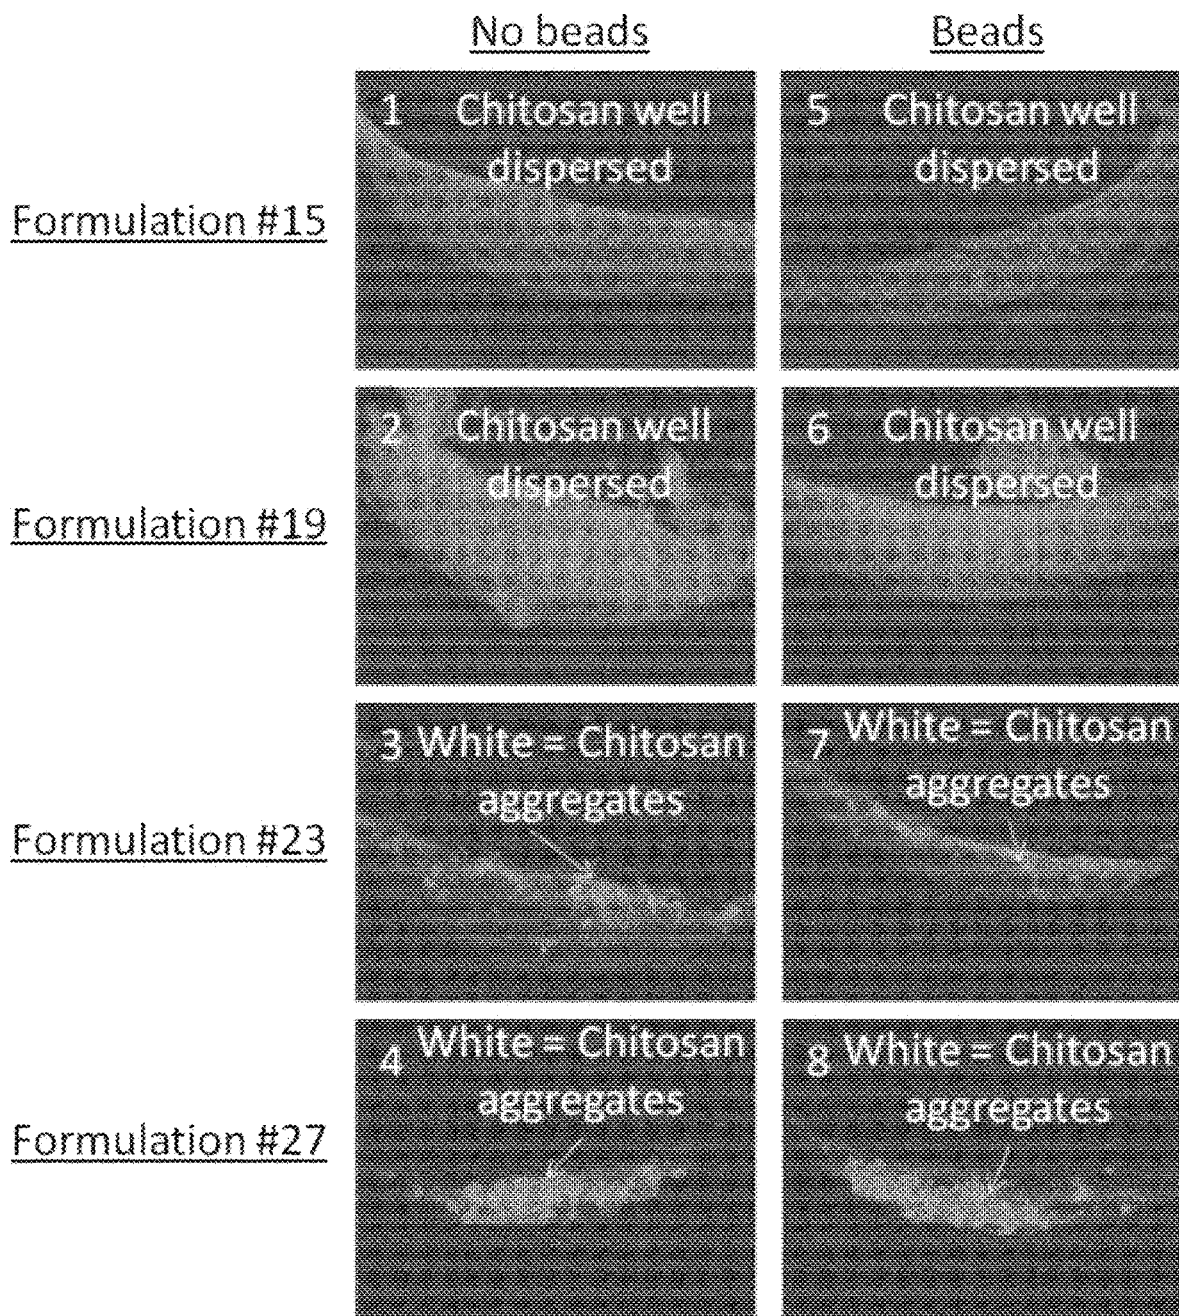 No beads
Beads
Formulation #15
1 Chitosan well
dispersed
5 Chitosan well
dispersed
Formulation #19
2 Chitosan well
dispersed
6 Chitosan well
dispersed
Formulation #23
3 White = Chitosan
aggregates
7 White = Chitosan
aggregates
Formulation #27
4 White = Chitosan
aggregates
8 White = Chitosan
aggregates